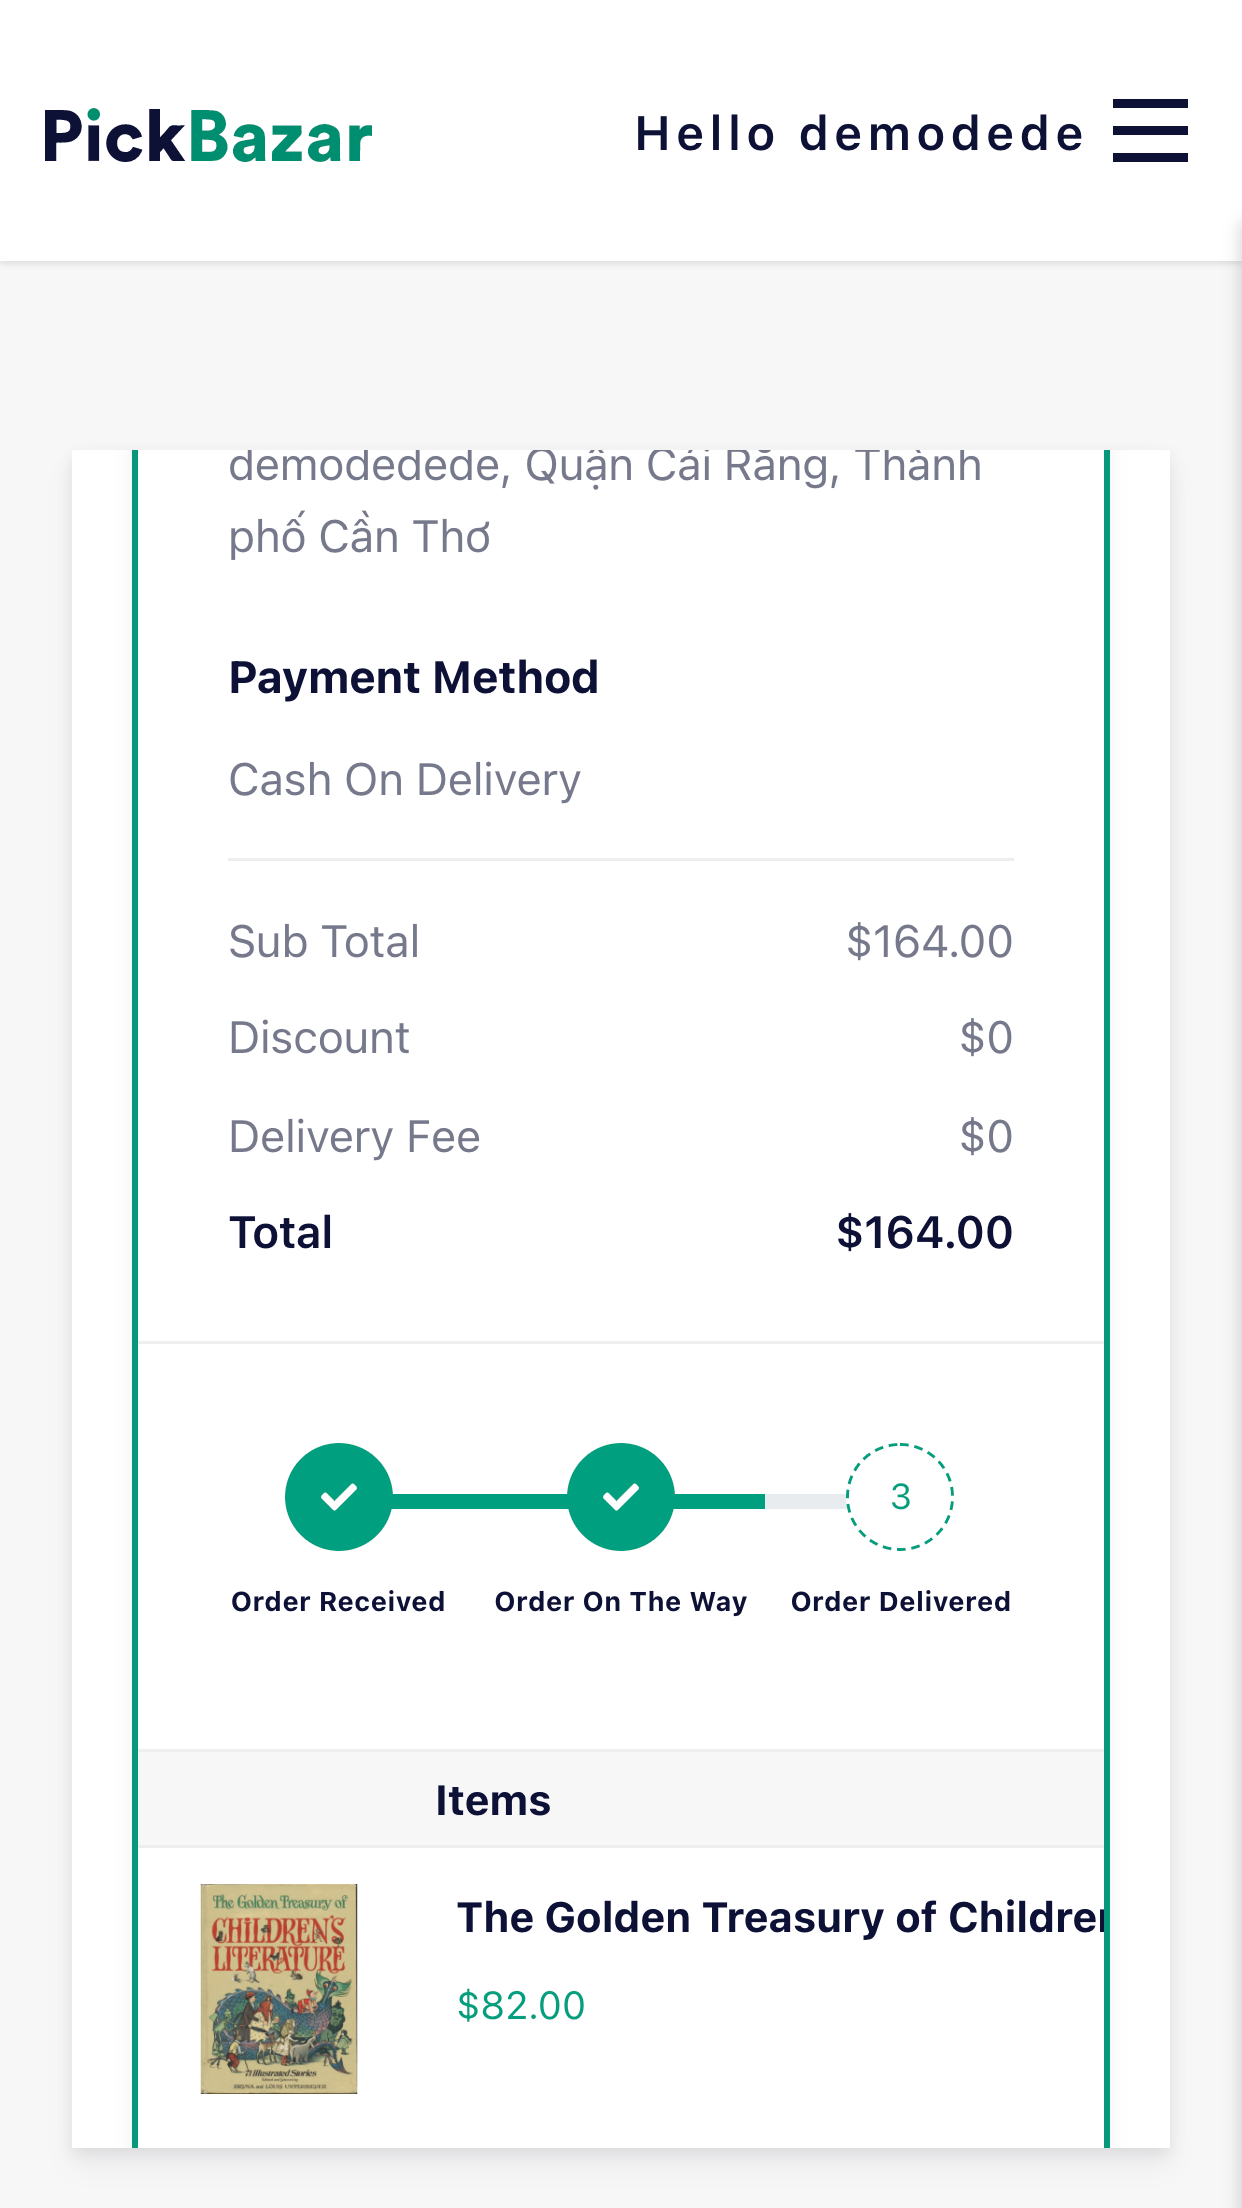 PickBazar
Hello demodede
demodedede, Quận Cái Răng, Thành
phố Cần Thơ
Payment Method
Cash On Delivery
Sub Total $164.00
Discount $0
Delivery Fee $0
Total $164.00
3
Order Received Order On The Way Order Delivered
Items
The Golden Treasury of Children
$82.00
The Golden Treasury of
CHILDREN'S
LITERATURE
71 Illustrated Stories